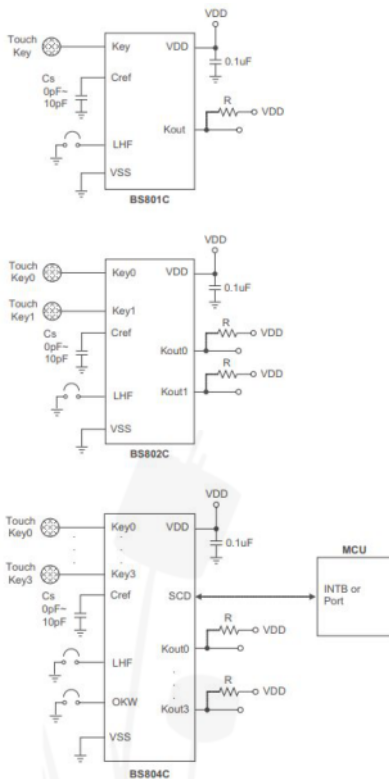 VDD
Touch
Key
Key
VDD
0.1uF
Cref
Cs
0pF~
10pF
R
VDD
Kout
LHF
VSS
BS801C
VDD
Touch
Key0
Key0
VDD
0.1uF
Touch
Key1
Key1
Cs
0pF~
10pF
Cref
R
VDD
Kout0
R
VDD
LHF
Kout1
VSS
BS802C
VDD
Touch
Key0
Key0
VDD
0.1uF
MCU
Touch
Key3
Key3
Cs
0pF~
10pF
Cref
SCD
INTB or
Port
R
VDD
Kout0
LHF
R
VDD
OKW
Kout3
VSS
BS804C